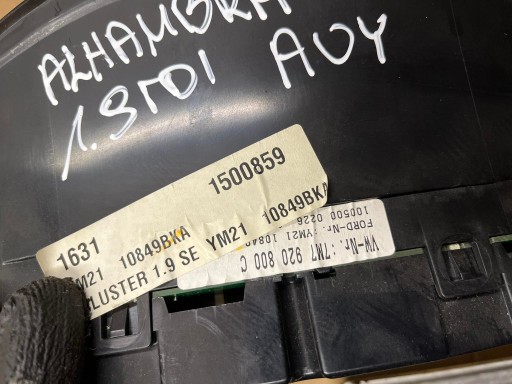 ALHAMBRA
1.9TDI AUY
1631 1500859
YM21 10849BKA YM21 10849BKA
CLUSTER 1.9 SE
VW-Nr.:7M7 920 800 C
FORD-Nr.:YM21 10849
100500 0226